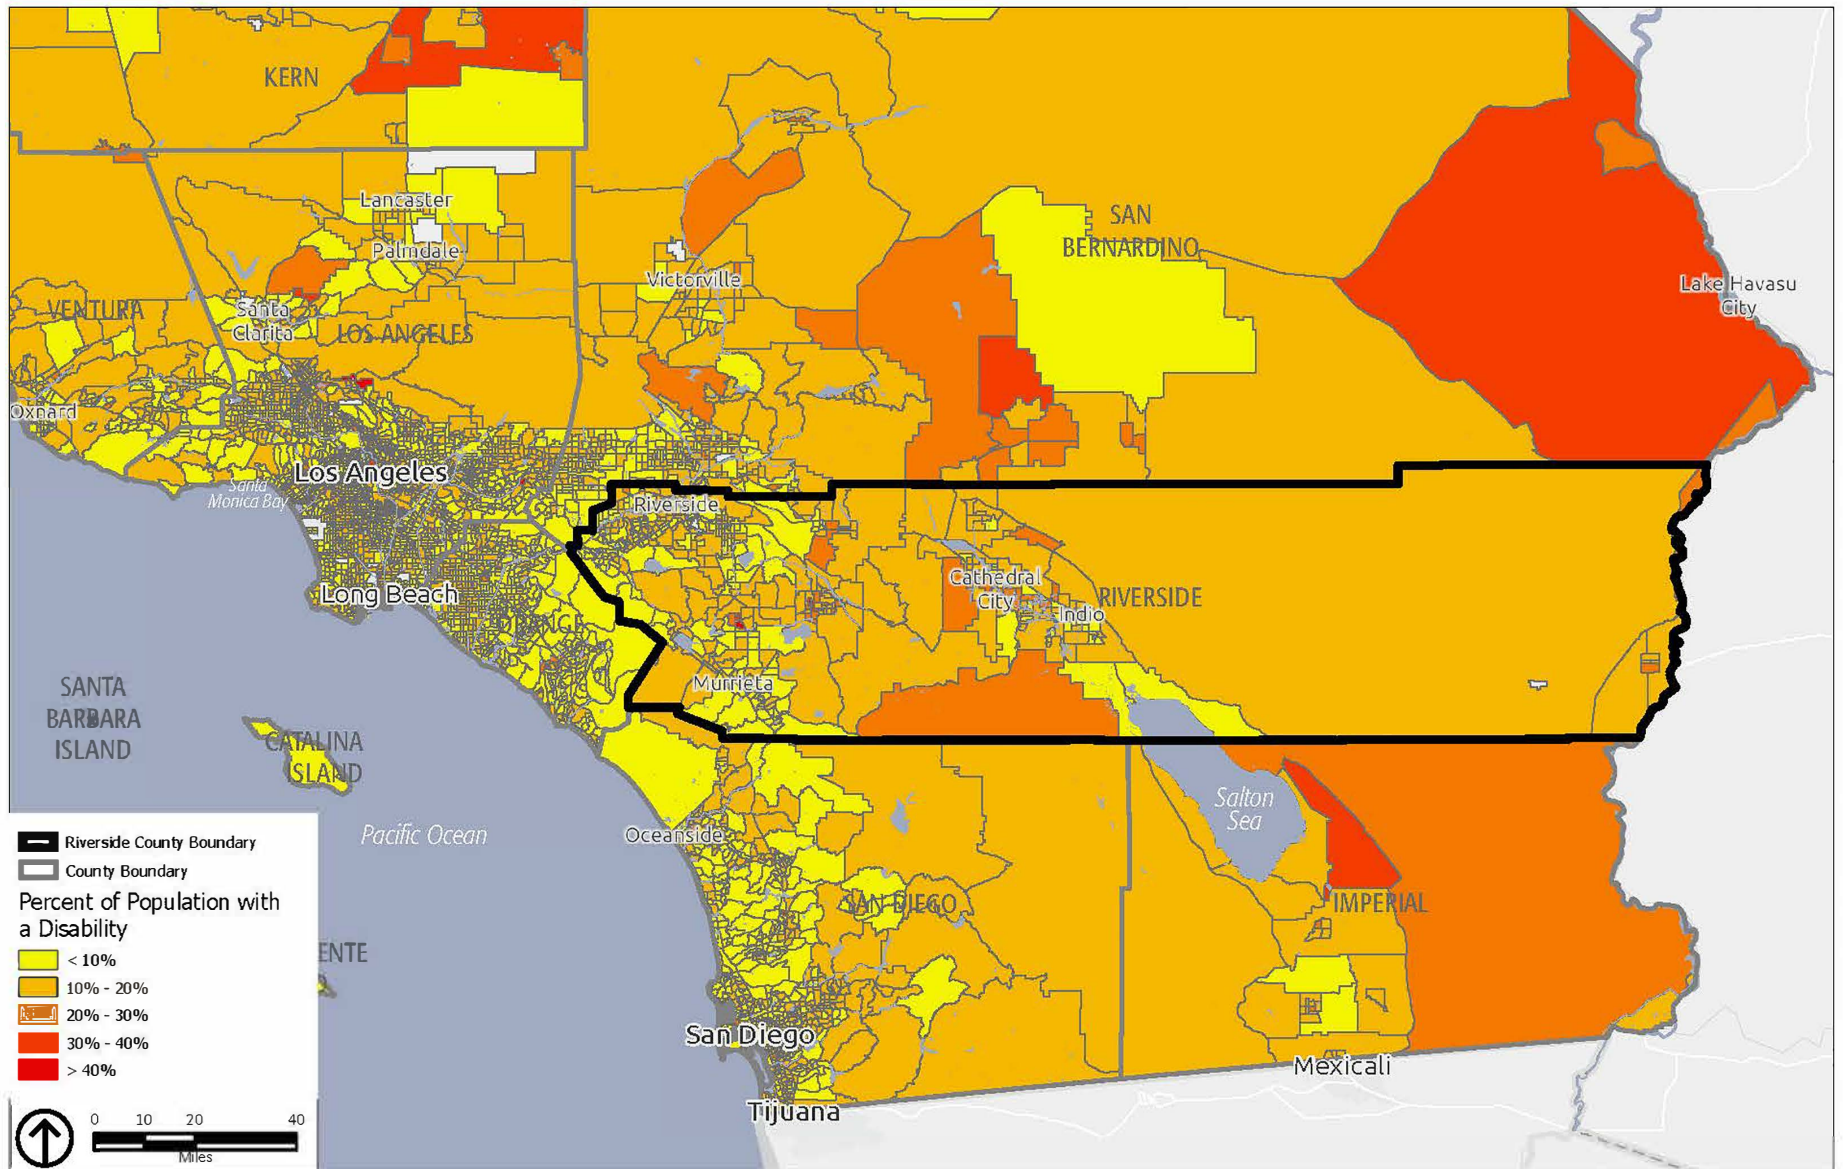 KERN
Lancaster
Palmdale
SAN
BERNARDINO
Victorville
Lake Havasu
City
VENTURA
Santa
Clarita
LOS ANGELES
Oxnard
Los Angeles
Santa
Monica Bay
Riverside
Long Beach
Cathedral
City
RIVERSIDE
Indio
SANTA
BARBARA
ISLAND
Murrieta
CATALINA
ISLAND
Salton
Sea
Pacific Ocean
Oceanside
SAN DIEGO
IMPERIAL
ENTE
San Diego
Mexicali
Tijuana
Riverside County Boundary
County Boundary
Percent of Population with
a Disability
< 10%
10% - 20%
20% - 30%
30% - 40%
> 40%
0 10 20 40
Miles